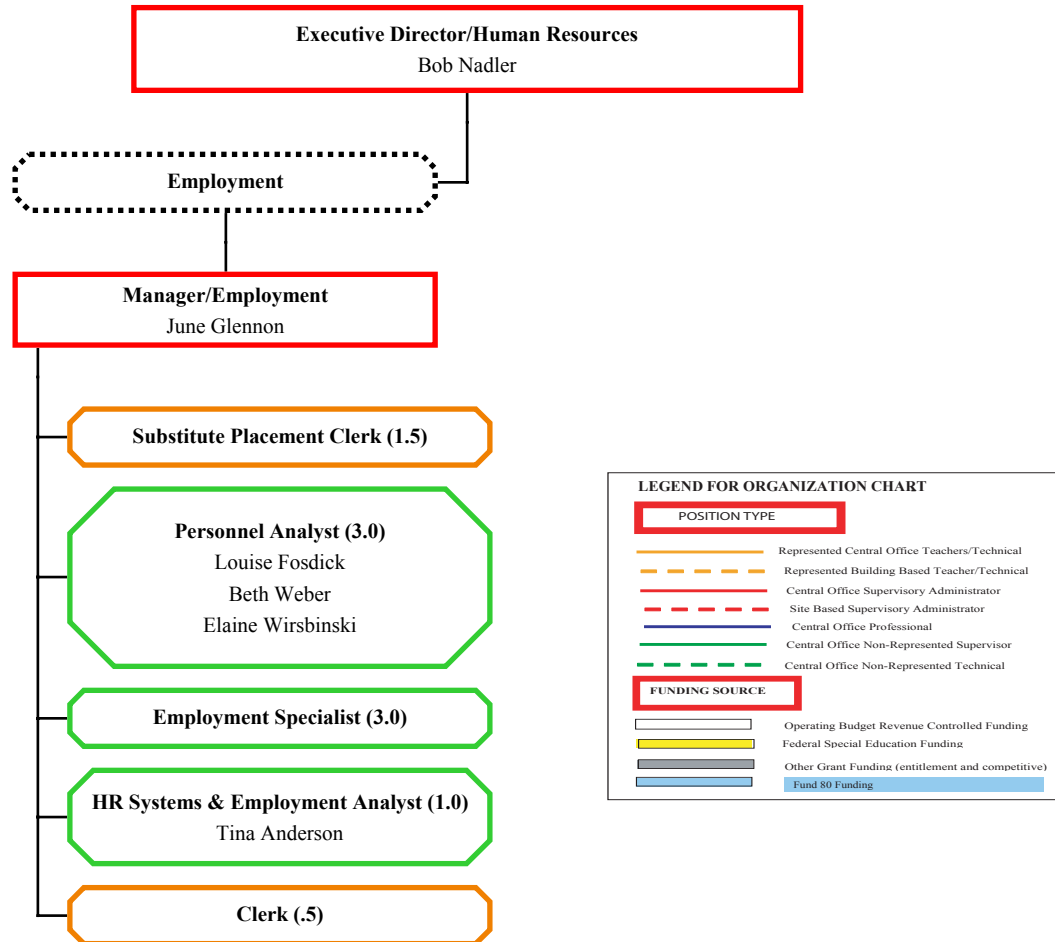 Executive Director/Human Resources
Bob Nadler
Employment
Manager/Employment
June Glennon
Substitute Placement Clerk (1.5)
Personnel Analyst (3.0)
Louise Fosdick
Beth Weber
Elaine Wirsbinski
Employment Specialist (3.0)
HR Systems & Employment Analyst (1.0)
Tina Anderson
Clerk (.5)
LEGEND FOR ORGANIZATION CHART
POSITION TYPE
Represented Central Office Teachers/Technical
Represented Building Based Teacher/Technical
Central Office Supervisory Administrator
Site Based Supervisory Administrator
Central Office Professional
Central Office Non-Represented Supervisor
Central Office Non-Represented Technical
FUNDING SOURCE
Operating Budget Revenue Controlled Funding
Federal Special Education Funding
Other Grant Funding (entitlement and competitive)
Fund 80 Funding